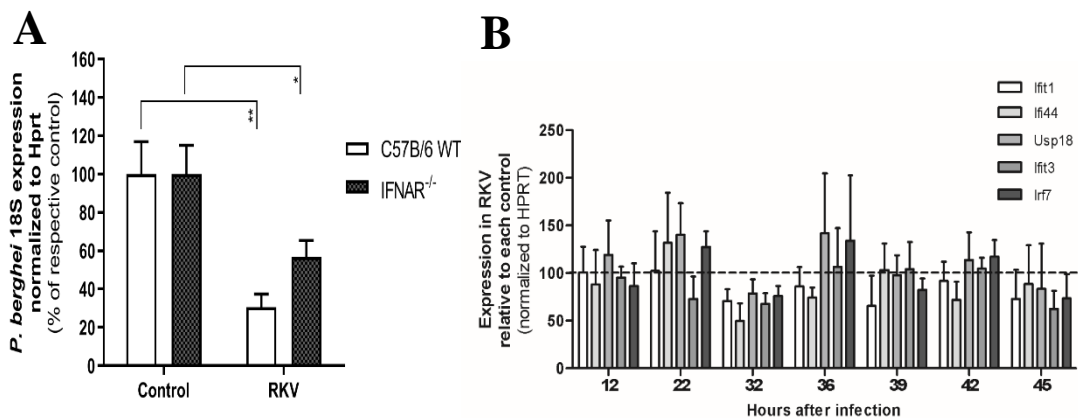 A
P. berghei 18S expression
normalized to Hprt
(% of respective control)
160
140
120
100
80
60
40
20
0
**
*
Control
RKV
C57B/6 WT
IFNAR-/-
B
Expression in RKV
relative to each control
(normalized to HPRT)
250
200
150
100
50
0
12 22 32 36 39 42 45
Hours after infection
Ifit1
Ifi44
Usp18
Ifit3
Irf7